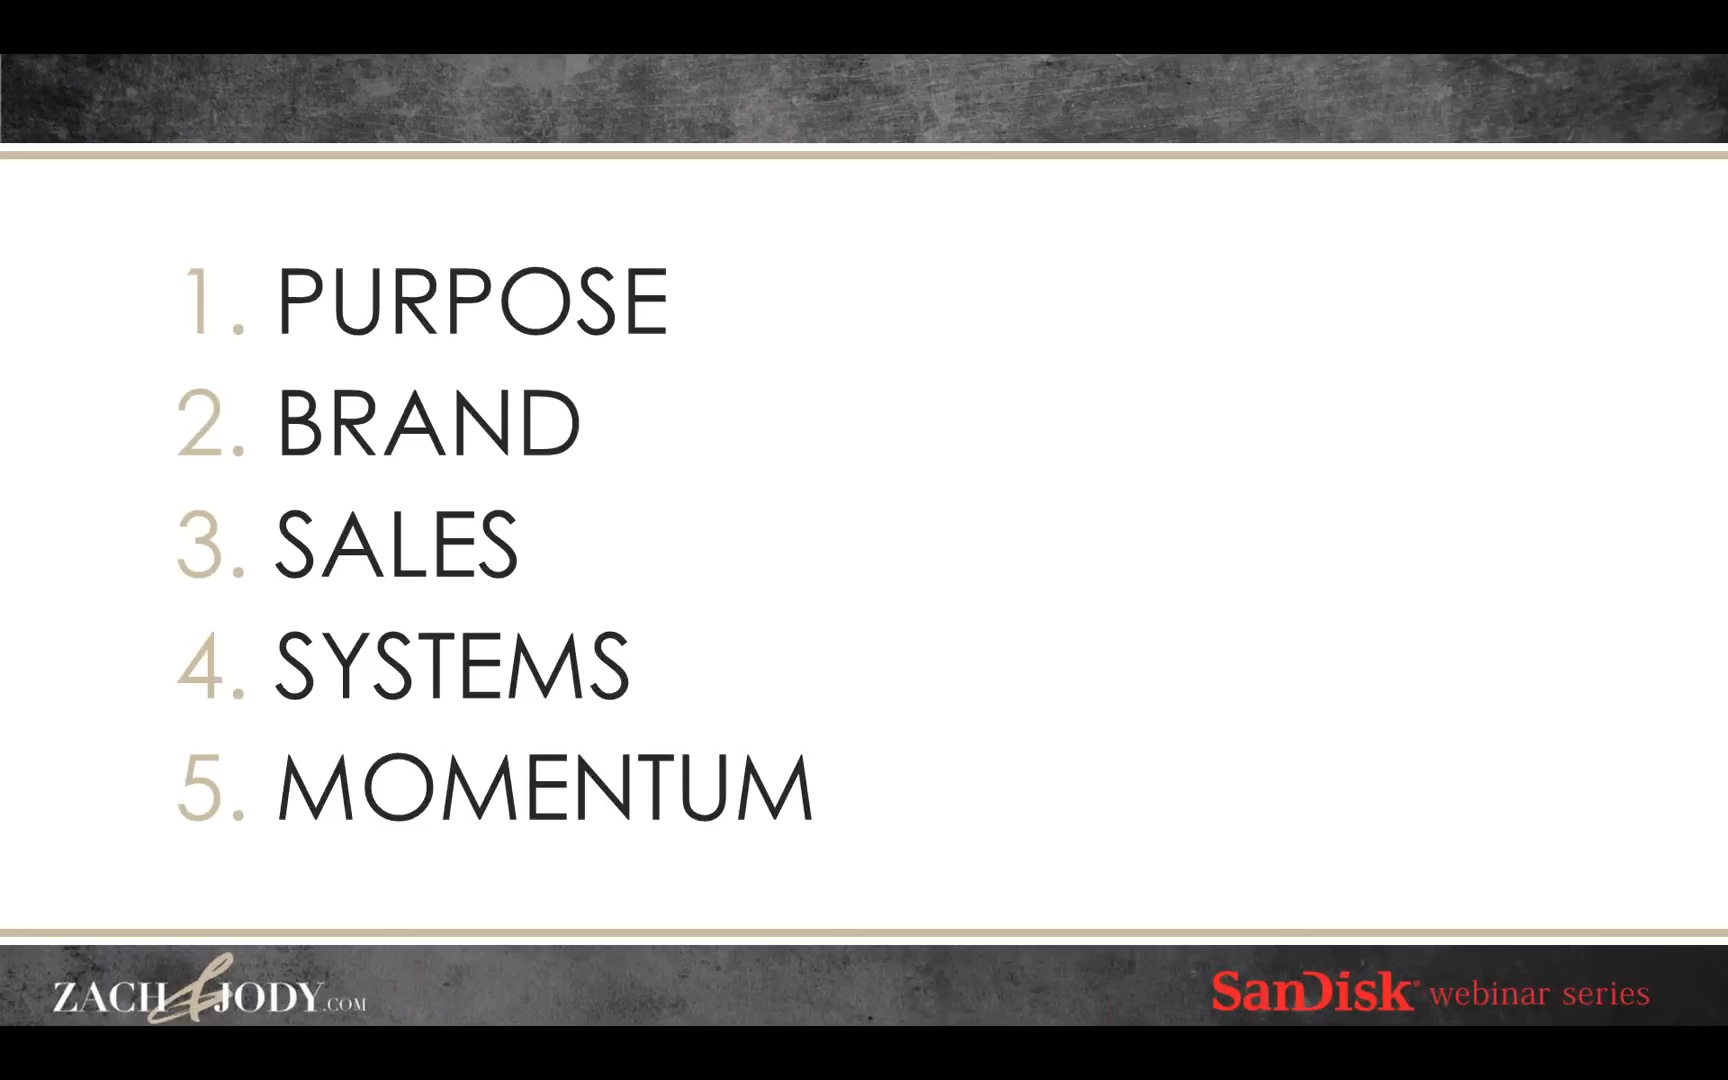 1. PURPOSE
2. BRAND
3. SALES
4. SYSTEMS
5. MOMENTUM
ZACH & JODY.COM
SanDisk® webinar series